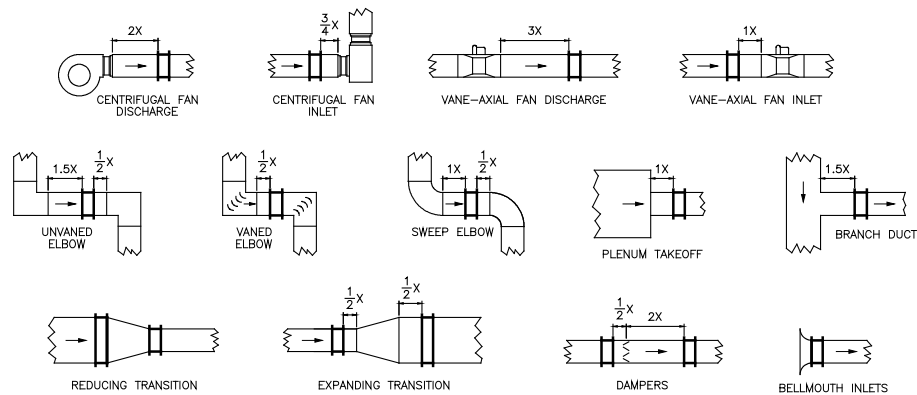 2X
3/4X
3X
1X
CENTRIFUGAL FAN
DISCHARGE
CENTRIFUGAL FAN
INLET
VANE-AXIAL FAN DISCHARGE
VANE-AXIAL FAN INLET
1.5X
1/2X
1/2X
1X
1/2X
1X
1.5X
UNVANED
ELBOW
VANED
ELBOW
SWEEP ELBOW
PLENUM TAKEOFF
BRANCH DUCT
1/2X
1/2X
1/2X
2X
REDUCING TRANSITION
EXPANDING TRANSITION
DAMPERS
BELLMOUTH INLETS